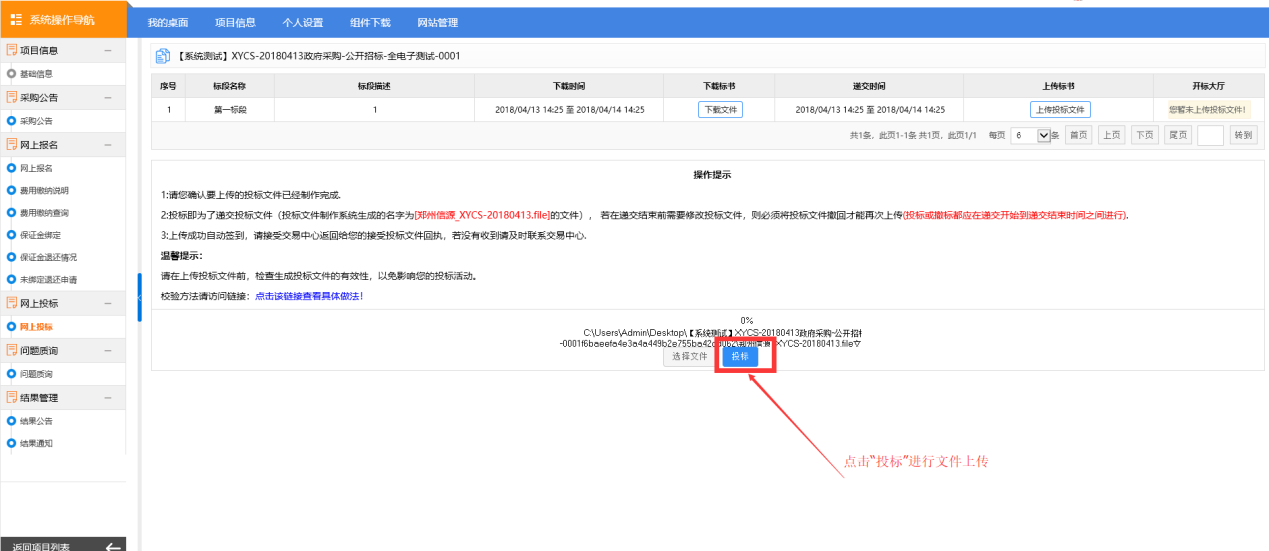 系统操作导航
我的桌面 项目信息 个人设置 组件下载 网站管理
项目信息
基础信息
采购公告
采购公告
网上报名
网上报名
费用缴纳说明
费用缴纳查询
保证金绑定
保证金退还情况
未绑定退还申请
网上投标
网上投标
问题质询
问题质询
结果管理
结果公告
结果通知
返回项目列表
【系统测试】XYCS-20180413政府采购-公开招标-全电子测试-0001
序号 标段名称 标段描述 下载时间 下载标书 递交时间 上传标书 开标大厅
1 第一标段 1 2018/04/13 14:25 至 2018/04/14 14:25 下载文件 2018/04/13 14:25 至 2018/04/14 14:25 上传投标文件 您暂未上传投标文件!
共1条, 此页1-1条 共1页, 此页1/1 每页 6 条 首页 上页 下页 尾页 转到
操作提示
1:请您确认要上传的投标文件已经制作完成.
2:投标即为了递交投标文件（投标文件制作系统生成的名字为[郑州信源_XYCS-20180413.file]的文件）, 若在递交结束前需要修改投标文件，则必须将投标文件撤回才能再次上传(投标或撤标都应在递交开始到递交结束时间之间进行).
3:上传成功自动签到，请接受交易中心返回给您的接受投标文件回执，若没有收到请及时联系交易中心.
温馨提示:
请在上传投标文件前，检查生成投标文件的有效性，以免影响您的投标活动。
校验方法请访问链接：点击该链接查看具体做法!
0%
C:\Users\Admin\Desktop\【系统测试】XYCS-20180413政府采购-公开招标
XYCS-20180413.file
选择文件 投标
点击“投标”进行文件上传